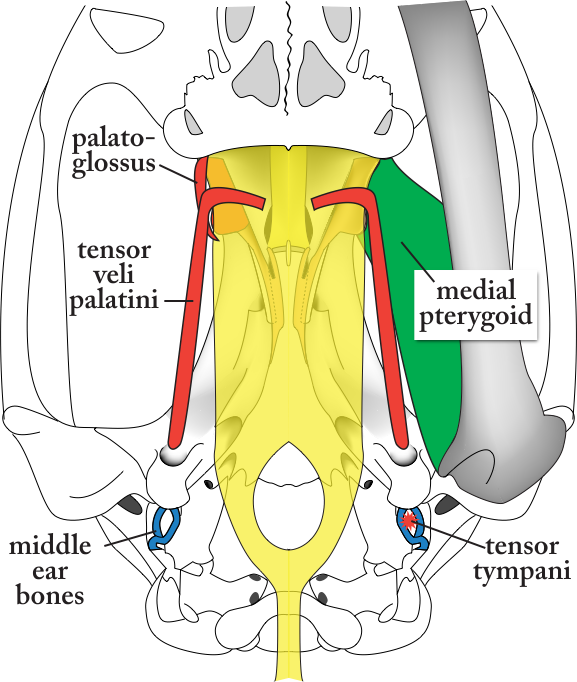 palato-
glossus
tensor
veli
palatini
medial
pterygoid
middle
ear
bones
tensor
tympani